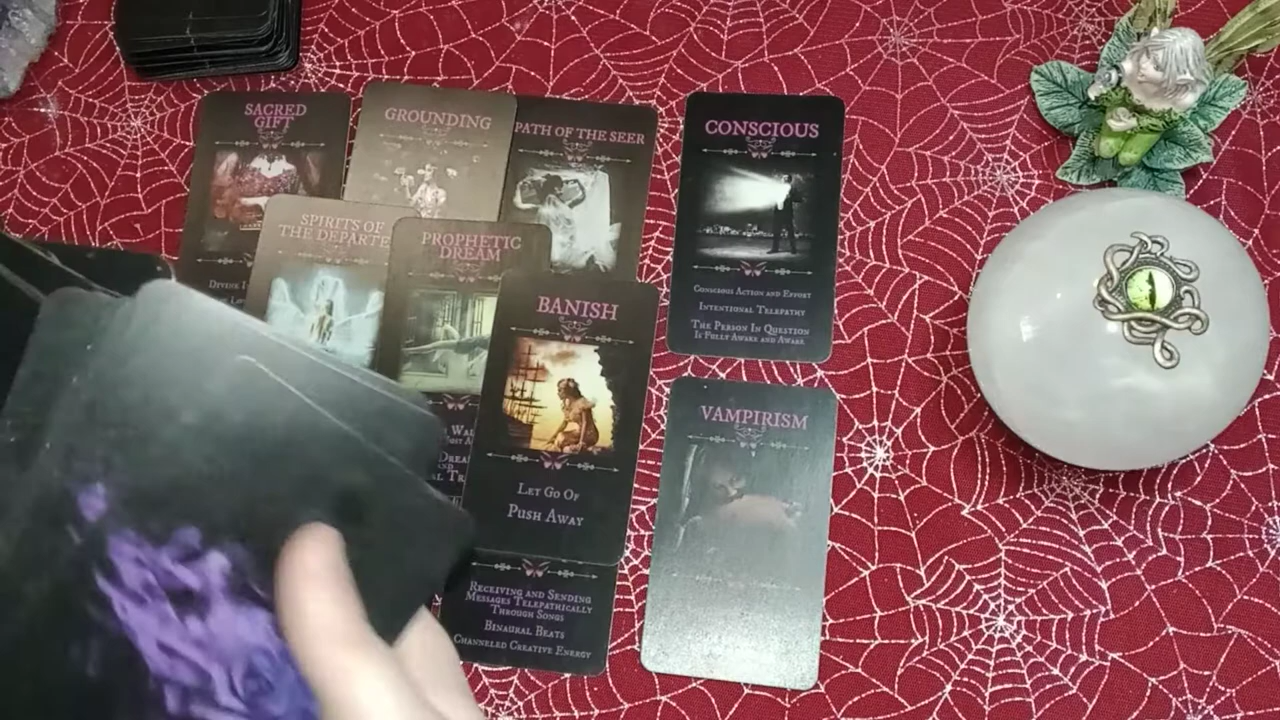 SACRED
GIFT
GROUNDING
PATH OF THE SEER
CONSCIOUS
SPIRITS OF
THE DEPARTE
PROPHETIC
DREAM
BANISH
CONSCIOUS ACTION AND EFFORT
INTENTIONAL TELEPATHY
THE PERSON IN QUESTION
IS FULLY AWAKE AND AWARE
VAMPIRISM
LET GO OF
PUSH AWAY
RECEIVING AND SENDING
MESSAGES TELEPATHICALLY
THROUGH SONGS
BINAURAL BEATS
CHANNELED CREATIVE ENERGY